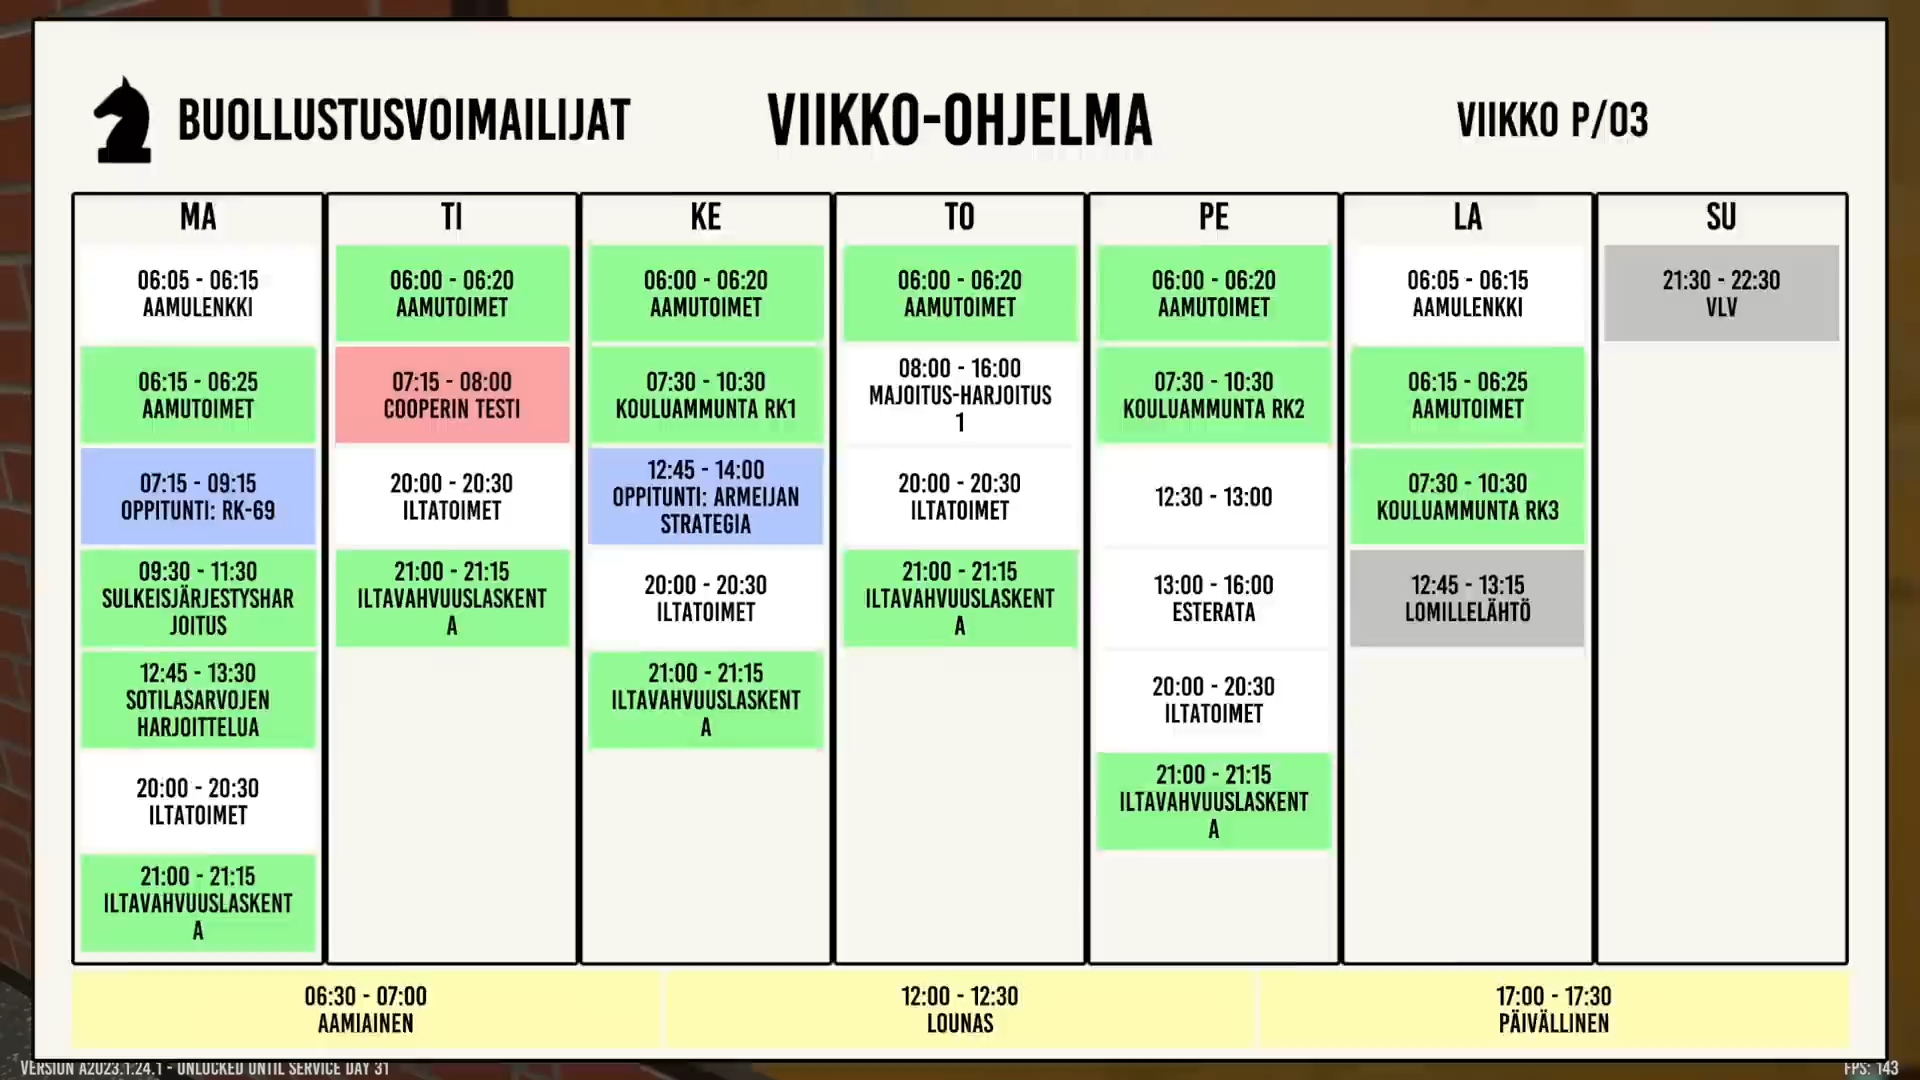 BUOLLUSTUSVOIMAILIJAT
VIIKKO-OHJELMA
VIIKKO P/03
MA
06:05 - 06:15
AAMULENKKI
06:15 - 06:25
AAMUTOIMET
07:15 - 09:15
OPPITUNTI: RK-69
09:30 - 11:30
SULKEISJÄRJESTYSHAR
JOITUS
12:45 - 13:30
SOTILASARVOJEN
HARJOITTELUA
20:00 - 20:30
ILTATOIMET
21:00 - 21:15
ILTAVAHVUUSLASKENT
A
TI
06:00 - 06:20
AAMUTOIMET
07:15 - 08:00
COOPERIN TESTI
20:00 - 20:30
ILTATOIMET
21:00 - 21:15
ILTAVAHVUUSLASKENT
A
KE
06:00 - 06:20
AAMUTOIMET
07:30 - 10:30
KOULUAMMUNTA RK1
12:45 - 14:00
OPPITUNTI: ARMEIJAN
STRATEGIA
20:00 - 20:30
ILTATOIMET
21:00 - 21:15
ILTAVAHVUUSLASKENT
A
TO
06:00 - 06:20
AAMUTOIMET
08:00 - 16:00
MAJOITUS-HARJOITUS
1
20:00 - 20:30
ILTATOIMET
21:00 - 21:15
ILTAVAHVUUSLASKENT
A
PE
06:00 - 06:20
AAMUTOIMET
07:30 - 10:30
KOULUAMMUNTA RK2
12:30 - 13:00
13:00 - 16:00
ESTERATA
20:00 - 20:30
ILTATOIMET
21:00 - 21:15
ILTAVAHVUUSLASKENT
A
LA
06:05 - 06:15
AAMULENKKI
06:15 - 06:25
AAMUTOIMET
07:30 - 10:30
KOULUAMMUNTA RK3
12:45 - 13:15
LOMILLELÄHTÖ
SU
21:30 - 22:30
VLV
06:30 - 07:00
AAMIAINEN
12:00 - 12:30
LOUNAS
17:00 - 17:30
PÄIVÄLLINEN
VERSION A2023.1.24.1 - UNLOCKED UNTIL SERVICE DAY 31
FPS: 143